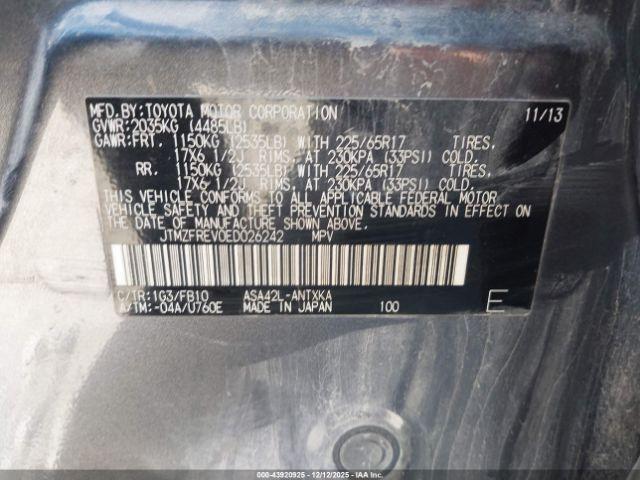 MFD.BY:TOYOTA MOTOR CORPORATION 11/13
GVWR:2035KG (4485LB)
GAWR:FRT. 1150KG (2535LB) WITH 225/65R17 TIRES,
17X6 1/2J RIMS, AT 230KPA (33PSI) COLD.
RR. 1150KG (2535LB) WITH 225/65R17 TIRES,
17X6 1/2J RIMS, AT 230KPA (33PSI) COLD.
THIS VEHICLE CONFORMS TO ALL APPLICABLE FEDERAL MOTOR
VEHICLE SAFETY AND THEFT PREVENTION STANDARDS IN EFFECT ON
THE DATE OF MANUFACTURE SHOWN ABOVE.
JTMZFREV0ED026242 MPV
C/TR:1G3/FB10 ASA42L-ANTXKA
A/TM:-04A/U760E MADE IN JAPAN 100 E
000-43920925 - 12/12/2025 - IAA Inc.